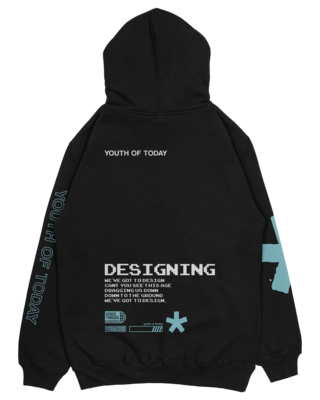 YOUTH OF TODAY
YOUTH OF TODAY
DESIGNING
WE'VE GOT TO DESIGN
CANT YOU SEE THIS AGE
DRAGGING US DOWN
DOWN TO THE GROUND
WE'VE GOT TO DESIGN.